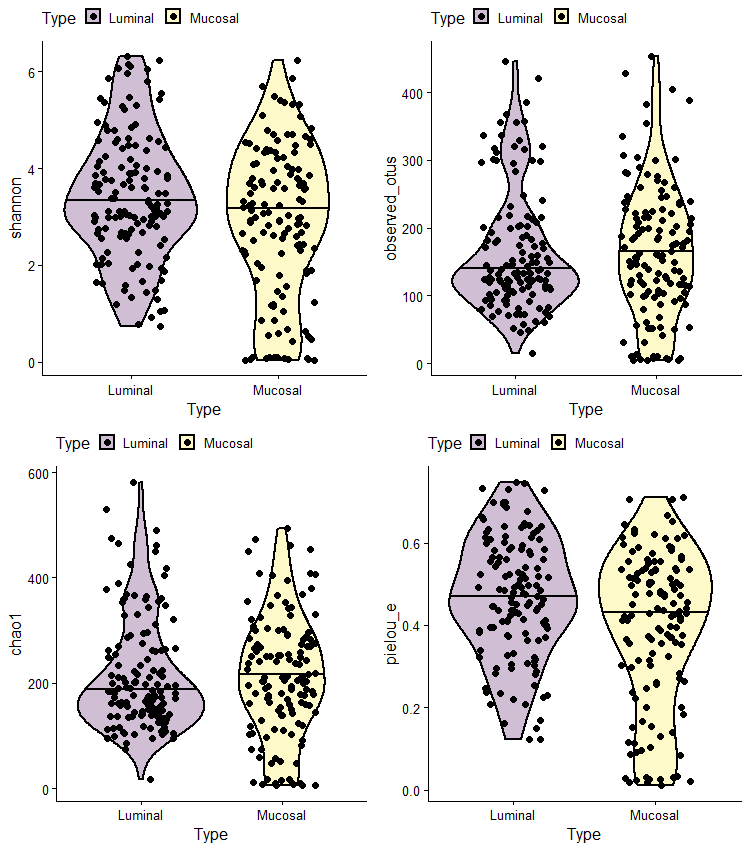 Type Luminal Mucosal
shannon
6
4
2
0
Luminal Mucosal
Type
Type Luminal Mucosal
observed_otus
400
300
200
100
0
Luminal Mucosal
Type
Type Luminal Mucosal
chao1
600
400
200
0
Luminal Mucosal
Type
Type Luminal Mucosal
pielou_e
0.6
0.4
0.2
0.0
Luminal Mucosal
Type